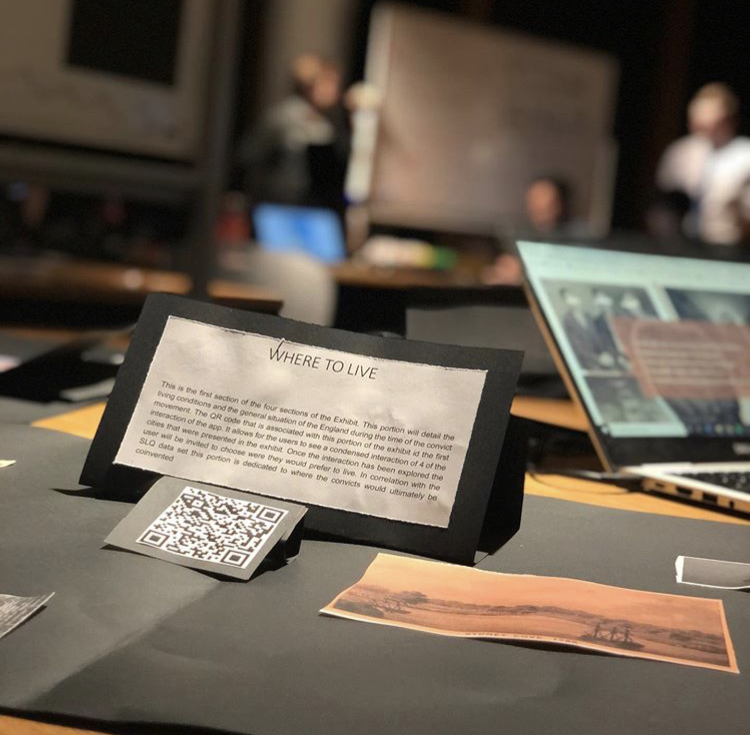 WHERE TO LIVE
This is the first section of the four sections of the Exhibit. This portion will detail the
living conditions and the general situation of the England during the time of the convict
movement. The QR code that is associated with this portion of the exhibit id the first
interaction of the app. It allows for the users to see a condensed interaction of 4 of the
cities that were presented in the exhibit. Once the interaction has been explored the
user will be invited to choose were they would prefer to live. In correlation with the
SLQ data set this portion is dedicated to where the convicts would ultimately be
coinvented